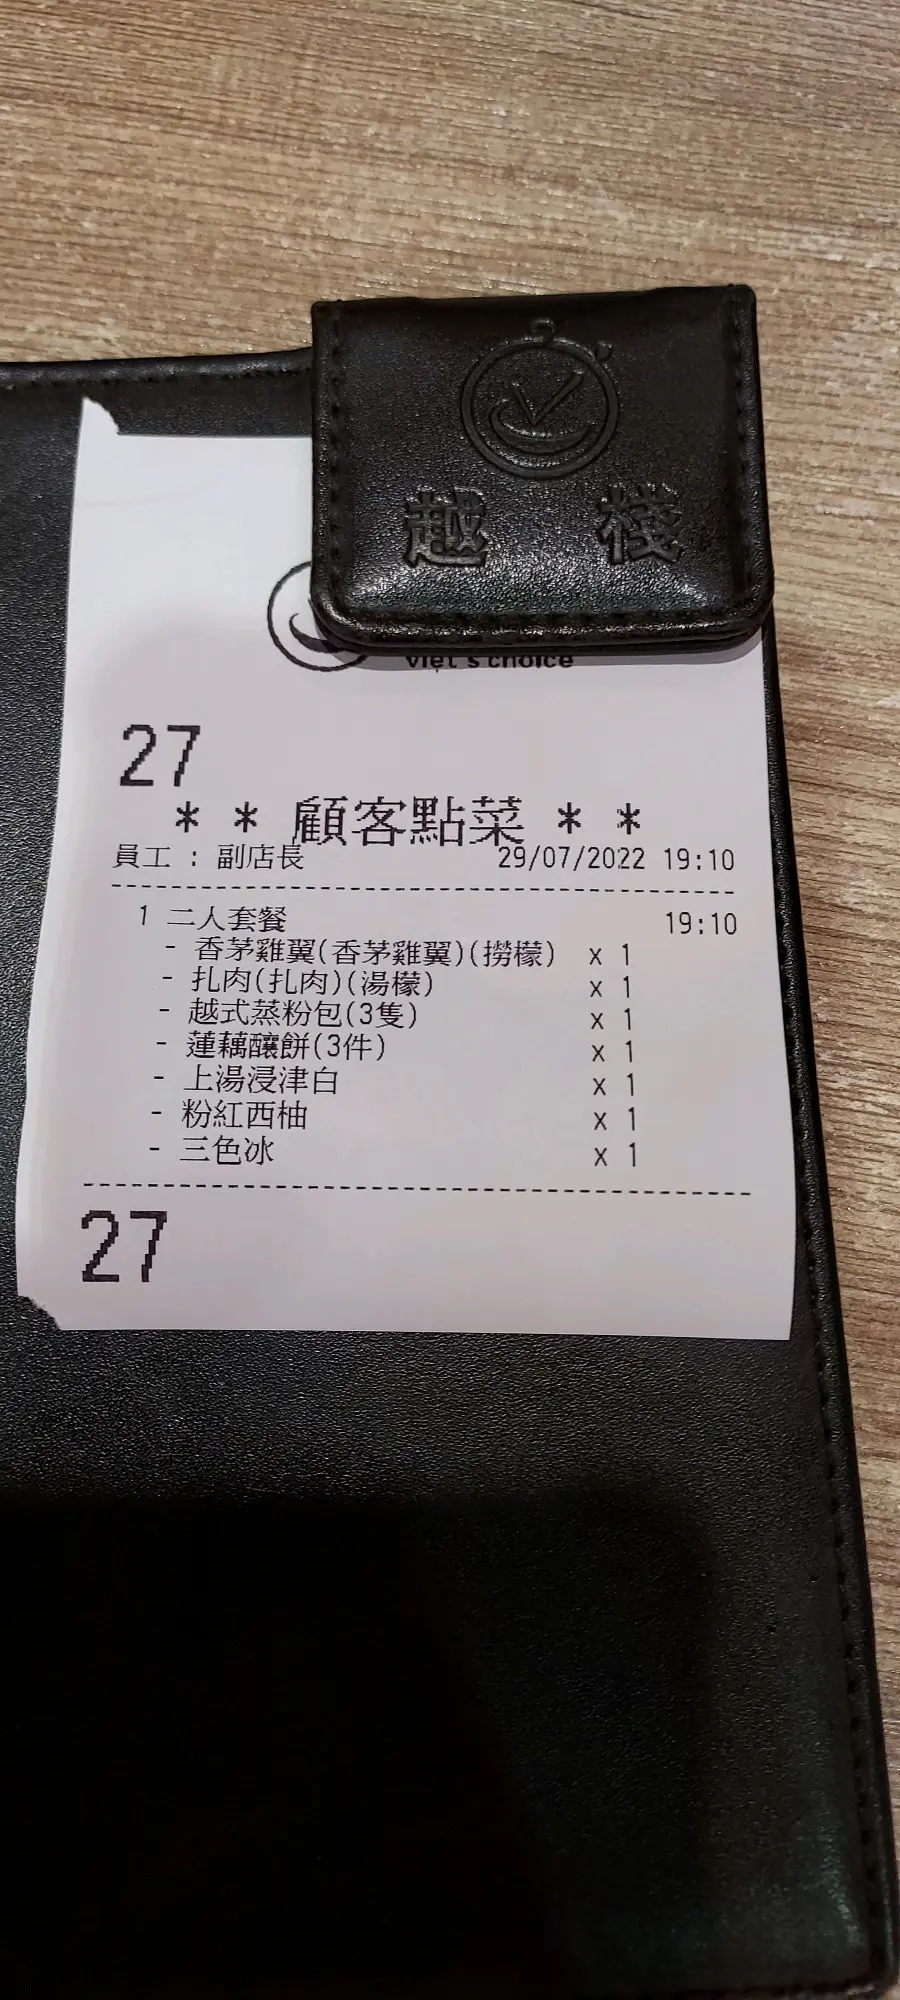 越 棧
Việt's choice
27
* * 顧客點菜 * *
員工 : 副店長 29/07/2022 19:10
1 二人套餐 19:10
- 香茅雞翼(香茅雞翼)(撈檬) x 1
- 扎肉(扎肉)(湯檬) x 1
- 越式蒸粉包(3隻) x 1
- 蓮藕釀餅(3件) x 1
- 上湯浸津白 x 1
- 粉紅西柚 x 1
- 三色冰 x 1
27